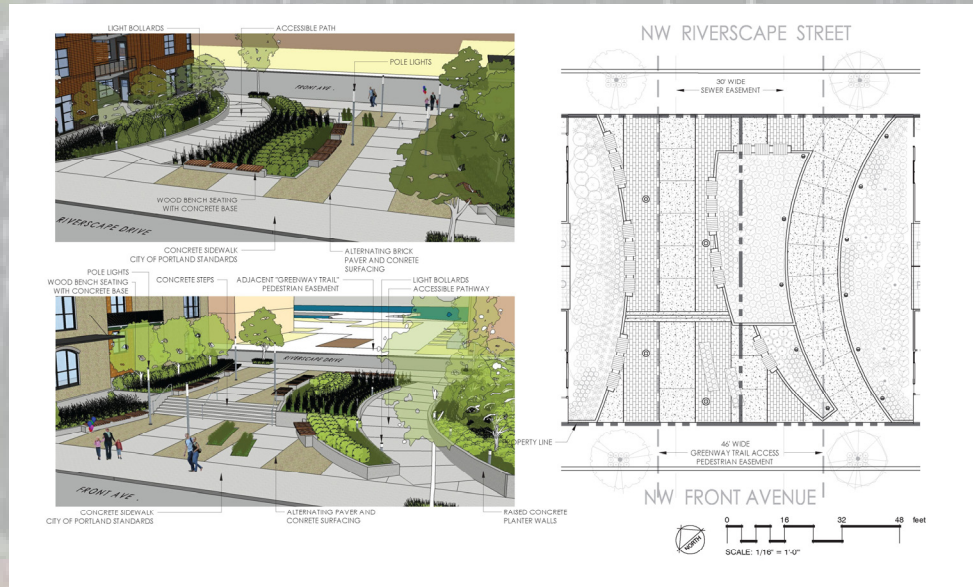 LIGHT BOLLARDS
ACCESSIBLE PATH
POLE LIGHTS
FRONT AVE.
WOOD BENCH SEATING
WITH CONCRETE BASE
RIVERSCAPE DRIVE
CONCRETE SIDEWALK
CITY OF PORTLAND STANDARDS
ALTERNATING BRICK
PAVER AND CONRETE
SURFACING
POLE LIGHTS
WOOD BENCH SEATING
WITH CONCRETE BASE
CONCRETE STEPS
ADJACENT "GREENWAY TRAIL"
PEDESTRIAN EASEMENT
LIGHT BOLLARDS
ACCESSIBLE PATHWAY
RIVERSCAPE DRIVE
FRONT AVE.
CONCRETE SIDEWALK
CITY OF PORTLAND STANDARDS
ALTERNATING PAVER AND
CONRETE SURFACING
RAISED CONCRETE
PLANTER WALLS
NW RIVERSCAPE STREET
30' WIDE
SEWER EASEMENT
PROPERTY LINE
46' WIDE
GREENWAY TRAIL ACCESS
PEDESTRIAN EASEMENT
NW FRONT AVENUE
NORTH
0 16 32 48 feet
SCALE: 1/16" = 1'-0"